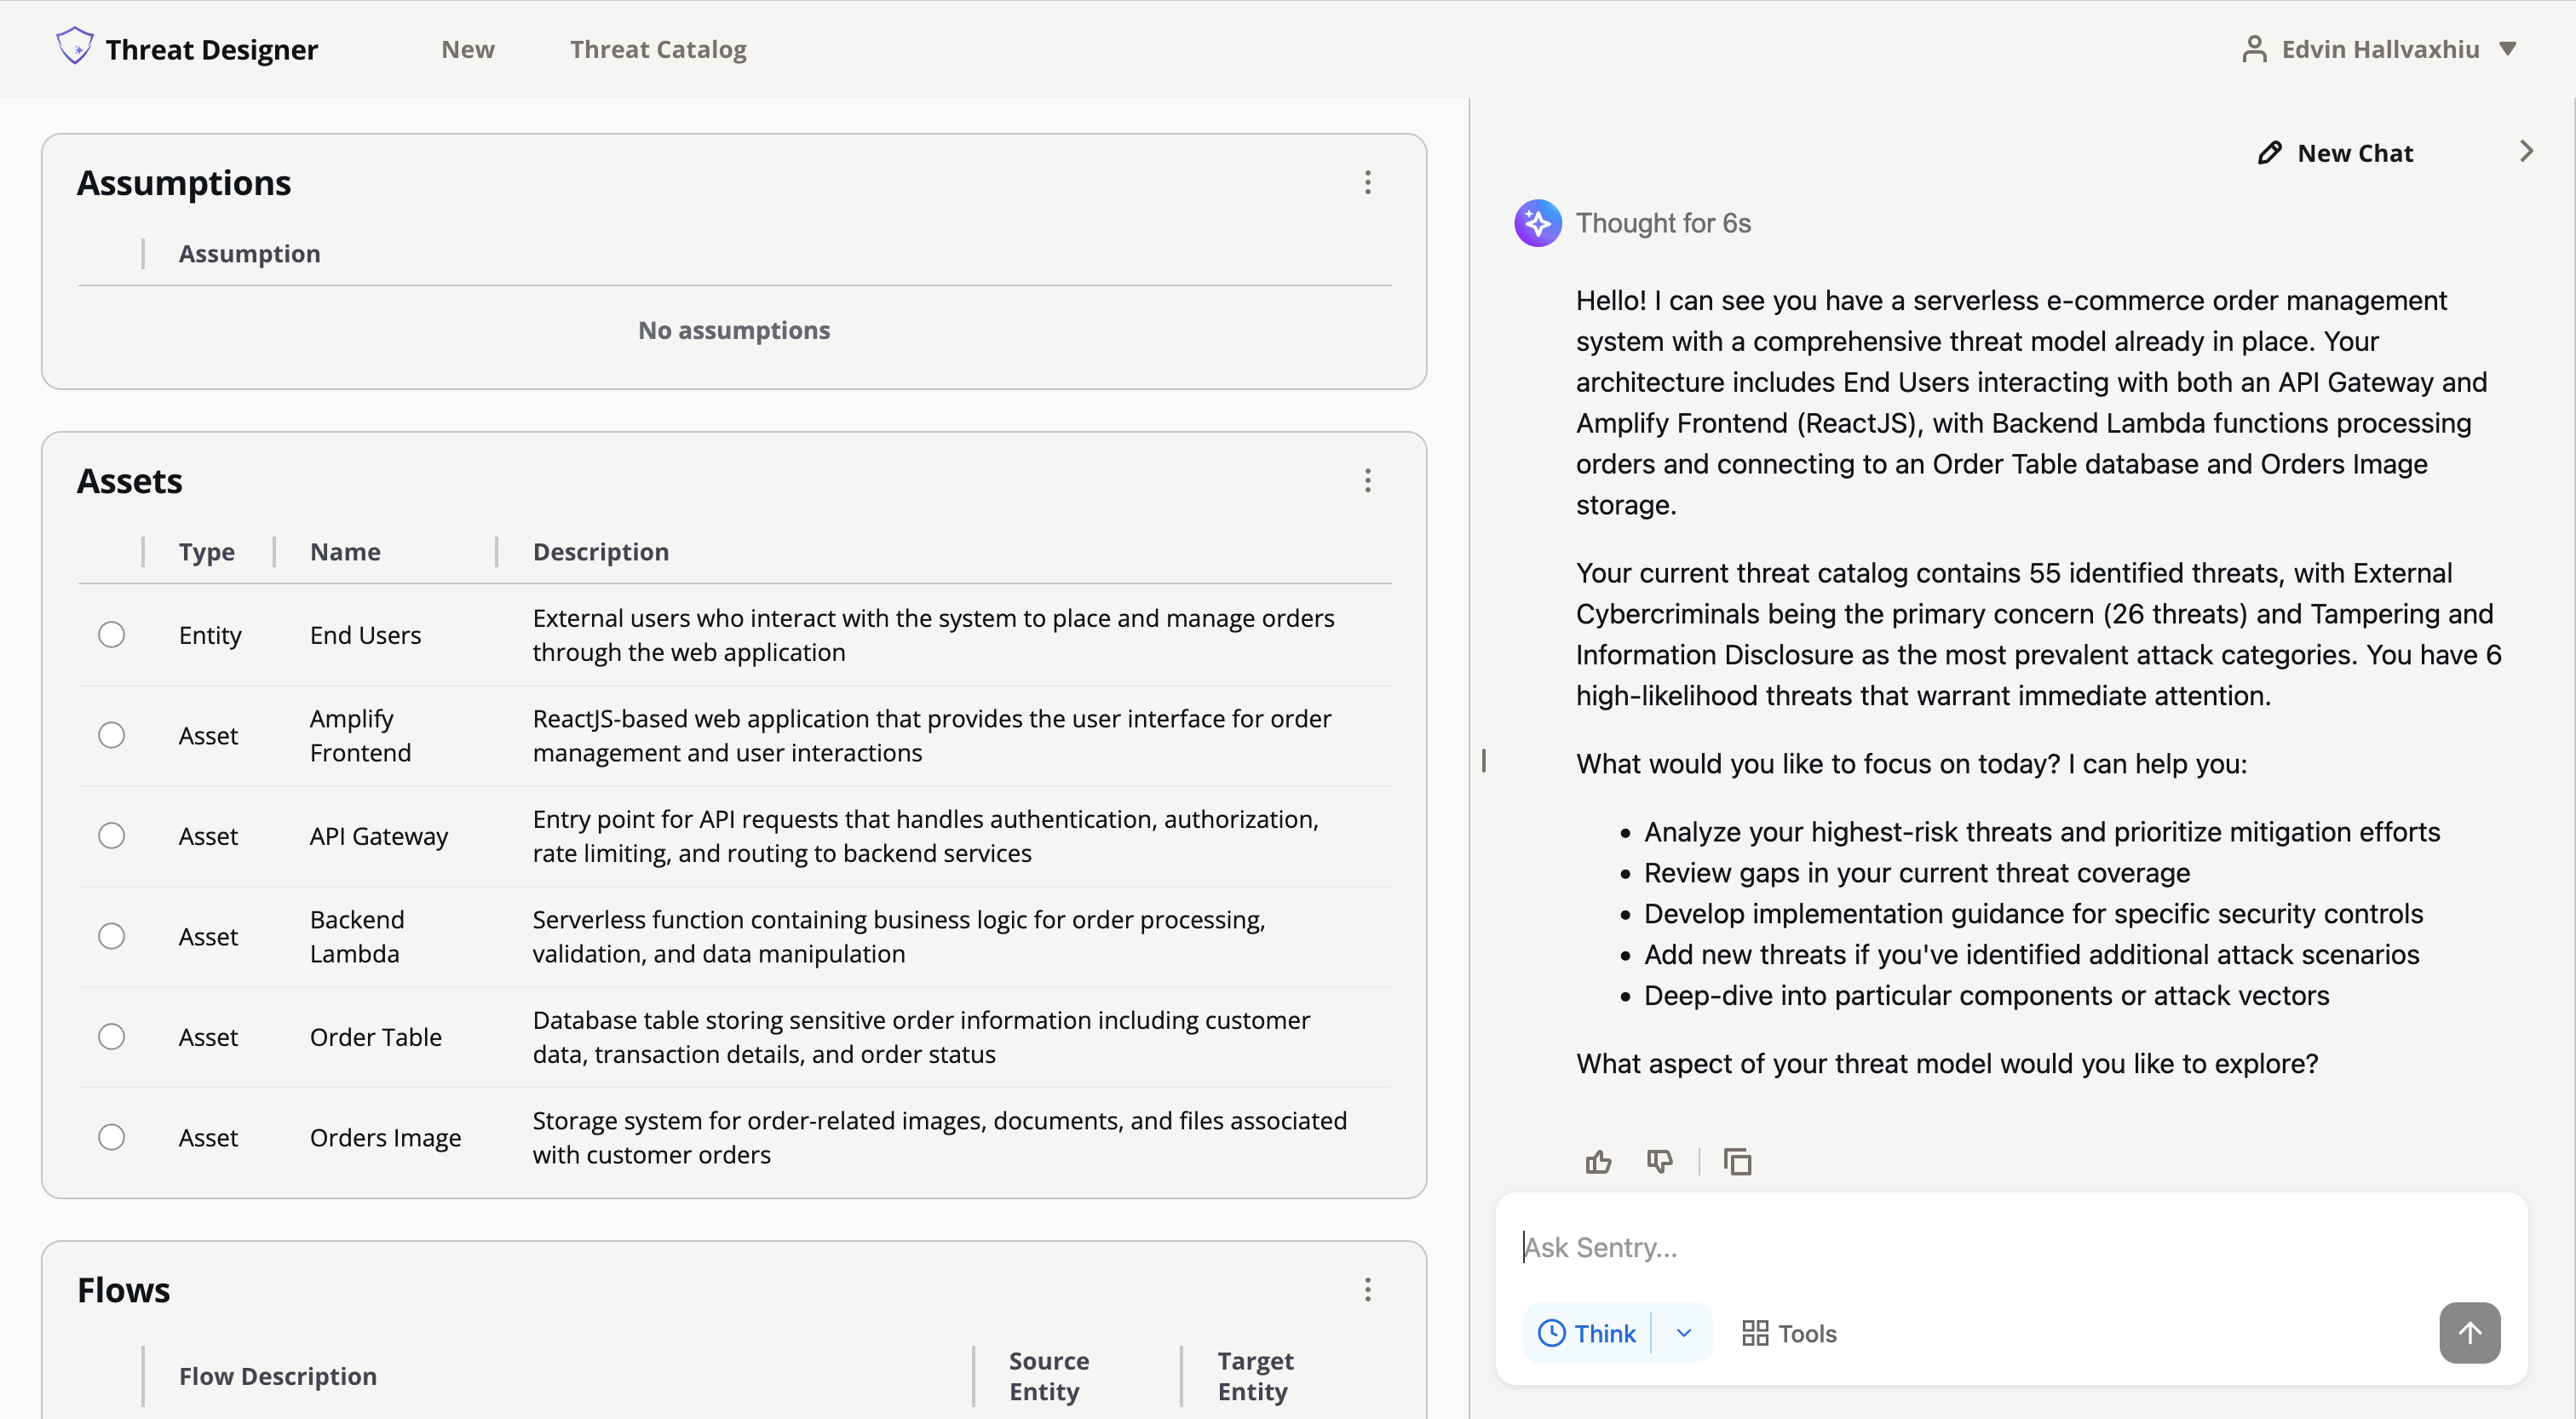 Threat Designer
New
Threat Catalog
Edvin Hallvaxhiu
Assumptions
Assumption
No assumptions
Assets
Type
Name
Description
Entity
End Users
External users who interact with the system to place and manage orders
through the web application
Asset
Amplify
Frontend
ReactJS-based web application that provides the user interface for order
management and user interactions
Asset
API Gateway
Entry point for API requests that handles authentication, authorization,
rate limiting, and routing to backend services
Asset
Backend
Lambda
Serverless function containing business logic for order processing,
validation, and data manipulation
Asset
Order Table
Database table storing sensitive order information including customer
data, transaction details, and order status
Asset
Orders Image
Storage system for order-related images, documents, and files associated
with customer orders
Flows
Flow Description
Source
Entity
Target
Entity
New Chat
Thought for 6s
Hello! I can see you have a serverless e-commerce order management
system with a comprehensive threat model already in place. Your
architecture includes End Users interacting with both an API Gateway and
Amplify Frontend (ReactJS), with Backend Lambda functions processing
orders and connecting to an Order Table database and Orders Image
storage.
Your current threat catalog contains 55 identified threats, with External
Cybercriminals being the primary concern (26 threats) and Tampering and
Information Disclosure as the most prevalent attack categories. You have 6
high-likelihood threats that warrant immediate attention.
What would you like to focus on today? I can help you:
• Analyze your highest-risk threats and prioritize mitigation efforts
• Review gaps in your current threat coverage
• Develop implementation guidance for specific security controls
• Add new threats if you've identified additional attack scenarios
• Deep-dive into particular components or attack vectors
What aspect of your threat model would you like to explore?
Ask Sentry...
Think
Tools